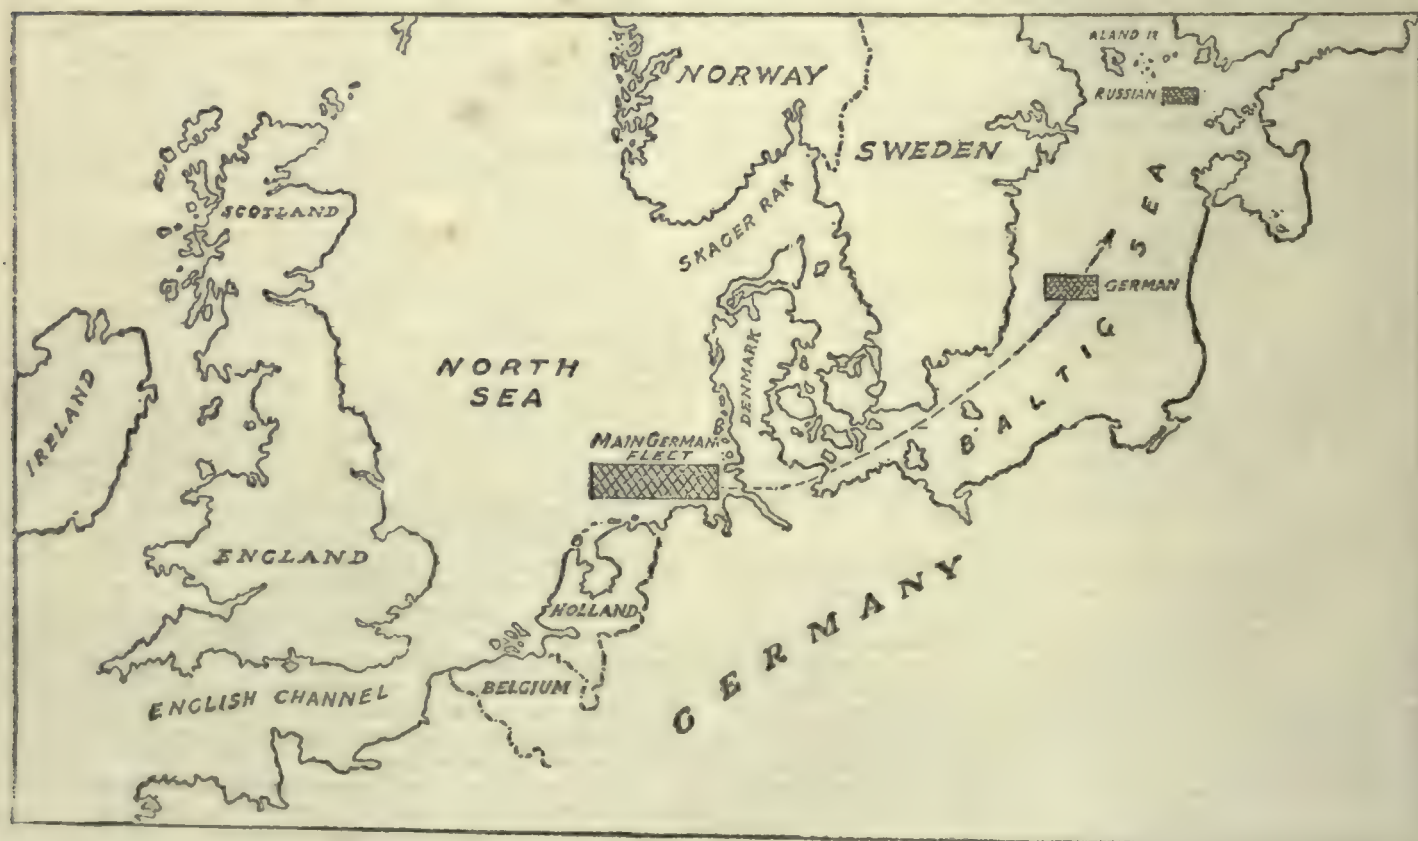 ALAND IS
NORWAY
RUSSIAN
SWEDEN
SCOTLAND
SKAGER RAK
GERMAN
NORTH
SEA
DENMARK
IRELAND
BALTIC SEA
MAIN GERMAN
FLEET
ENGLAND
HOLLAND
GERMANY
BELGIUM
ENGLISH CHANNEL